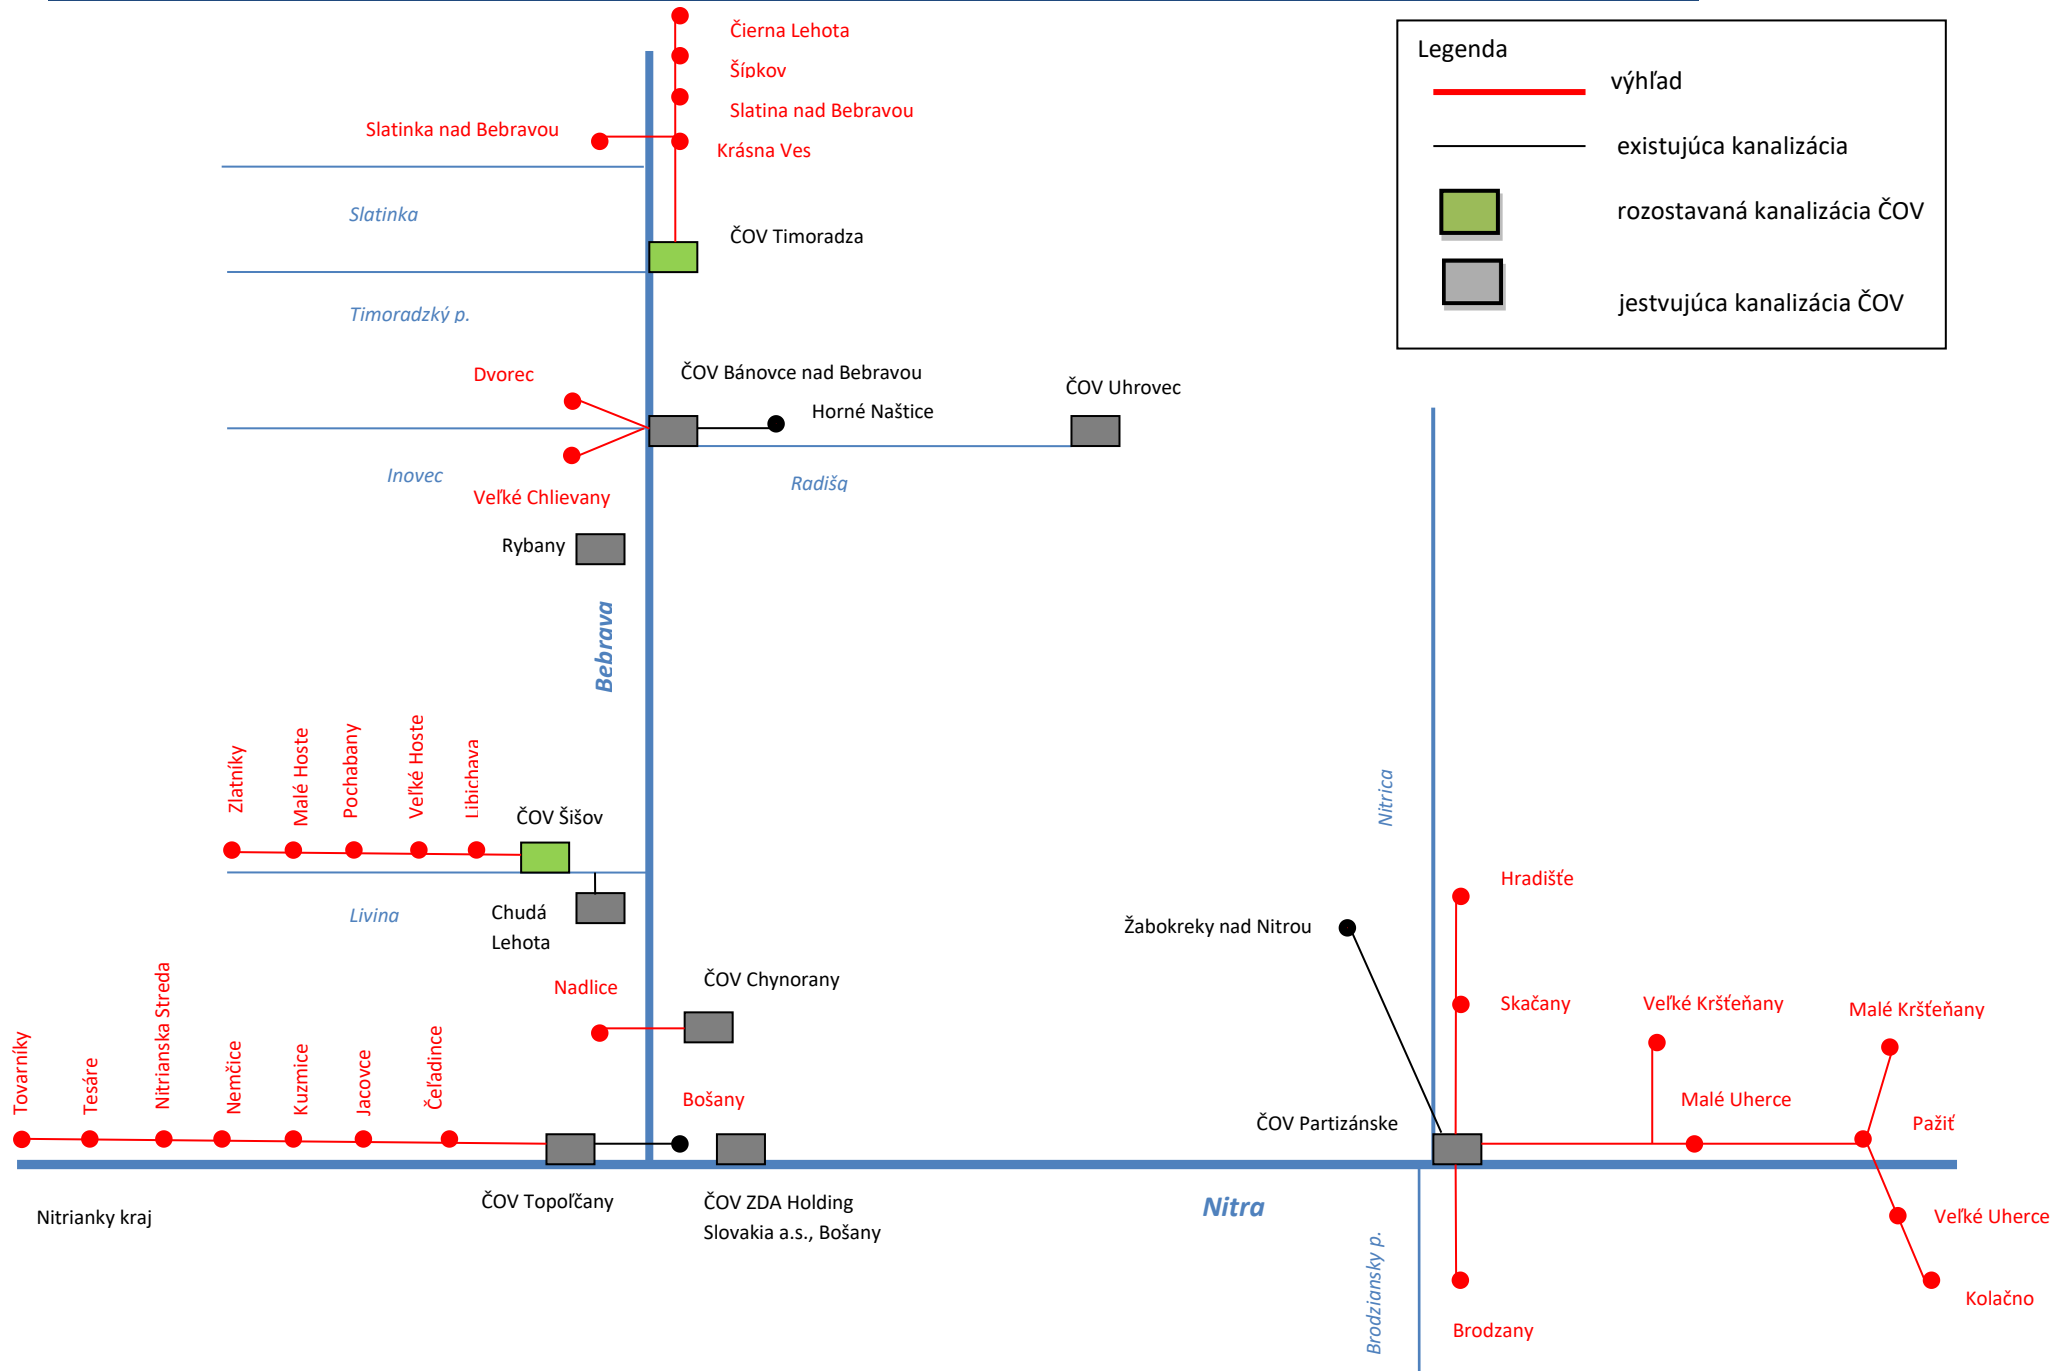 Čierna Lehota
Šípkov
Slatina nad Bebravou
Slatinka nad Bebravou
Krásna Ves
Slatinka
ČOV Timoradza
Timoradzký p.
Legenda
výhľad
existujúca kanalizácia
rozostavaná kanalizácia ČOV
jestvujúca kanalizácia ČOV
Dvorec
ČOV Bánovce nad Bebravou
Horné Naštice
ČOV Uhrovec
Inovec
Radiša
Veľké Chlievany
Rybany
Bebrava
Zlatníky
Malé Hoste
Pochabany
Veľké Hoste
Libichava
ČOV Šišov
Livina
Chudá
Lehota
Nitrica
Hradišťe
Žabokreky nad Nitrou
Skačany
Veľké Kršťeňany
Malé Kršťeňany
Nadlice
ČOV Chynorany
Tovarníky
Tesáre
Nitrianska Streda
Nemčice
Kuzmice
Jacovce
Čeľadince
Bošany
ČOV Partizánske
Malé Uherce
Pažiť
ČOV Topoľčany
ČOV ZDA Holding
Slovakia a.s., Bošany
Nitrianky kraj
Nitra
Veľké Uherce
Brodziansky p.
Kolačno
Brodzany